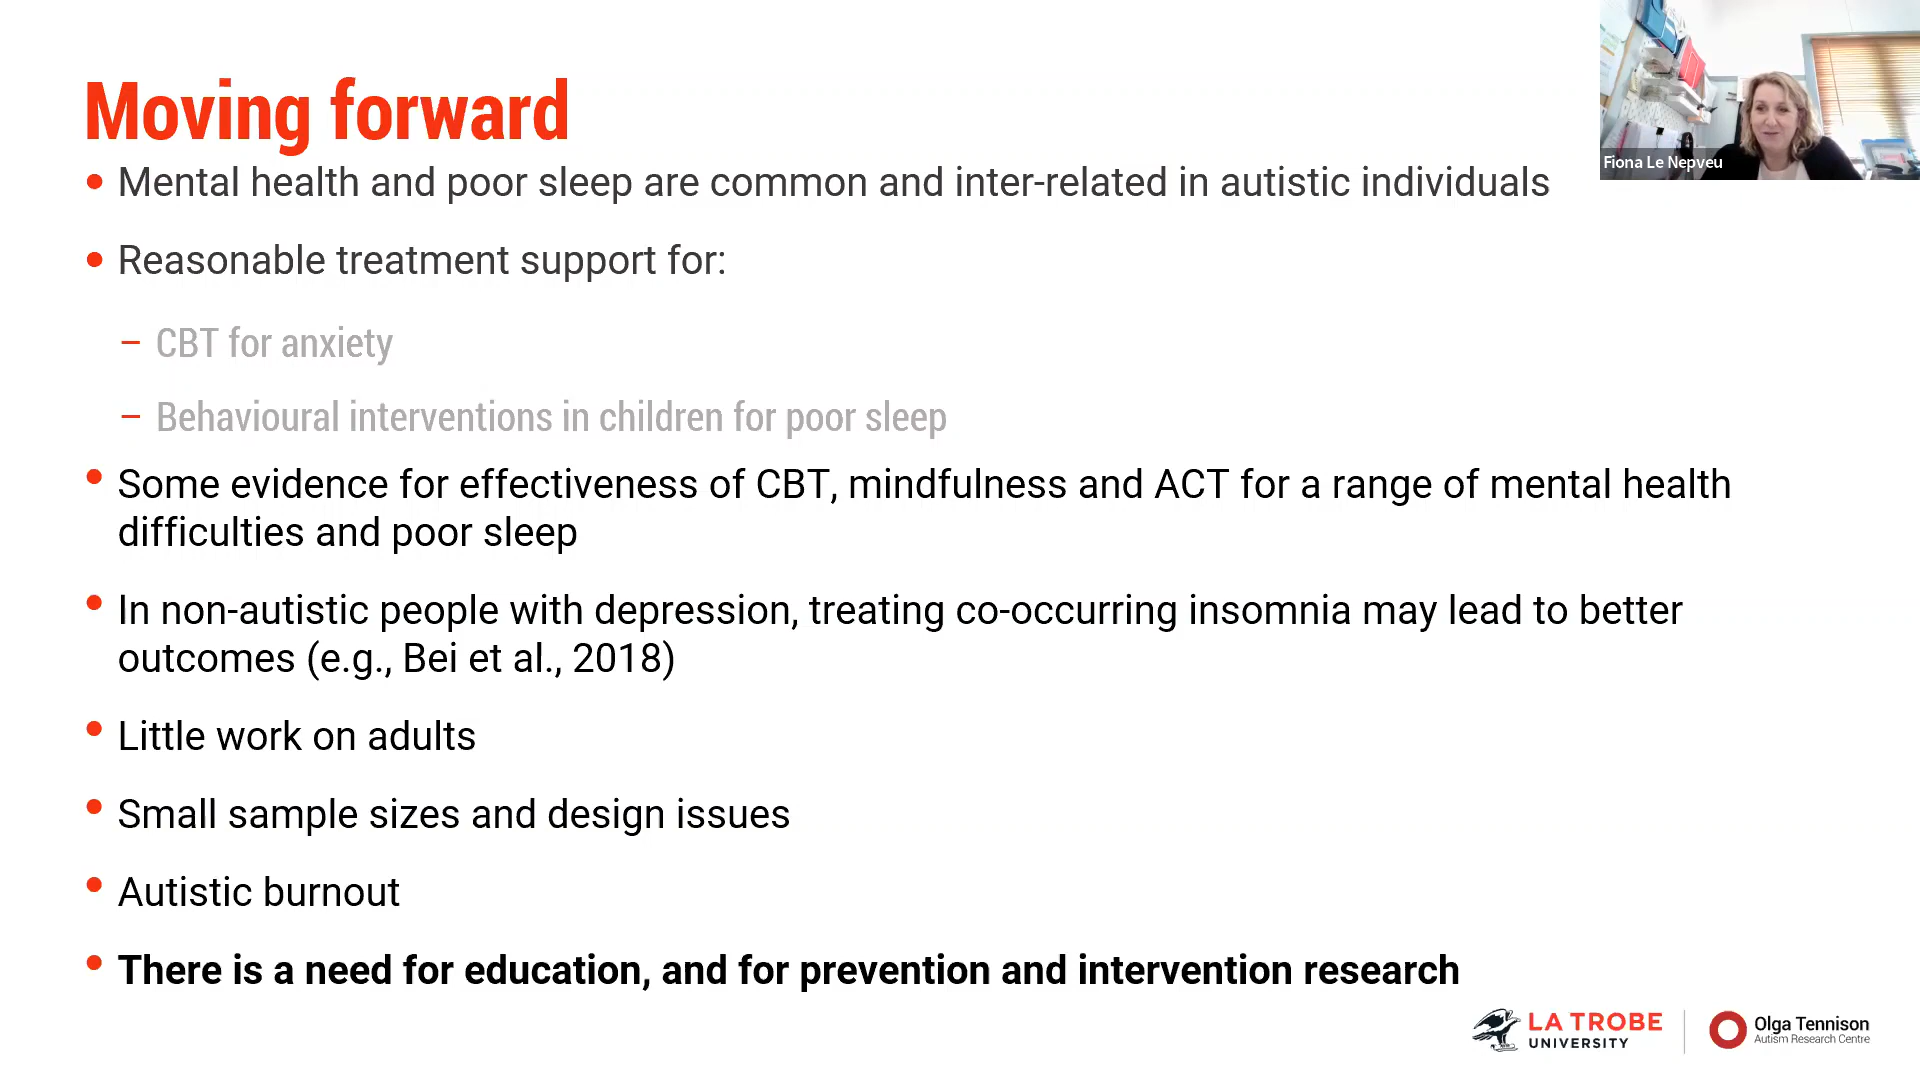 Moving forward
Fiona Le Nepveu
• Mental health and poor sleep are common and inter-related in autistic individuals
• Reasonable treatment support for:
– CBT for anxiety
– Behavioural interventions in children for poor sleep
• Some evidence for effectiveness of CBT, mindfulness and ACT for a range of mental health
difficulties and poor sleep
• In non-autistic people with depression, treating co-occurring insomnia may lead to better
outcomes (e.g., Bei et al., 2018)
• Little work on adults
• Small sample sizes and design issues
• Autistic burnout
• There is a need for education, and for prevention and intervention research
LA TROBE
UNIVERSITY
Olga Tennison
Autism Research Centre